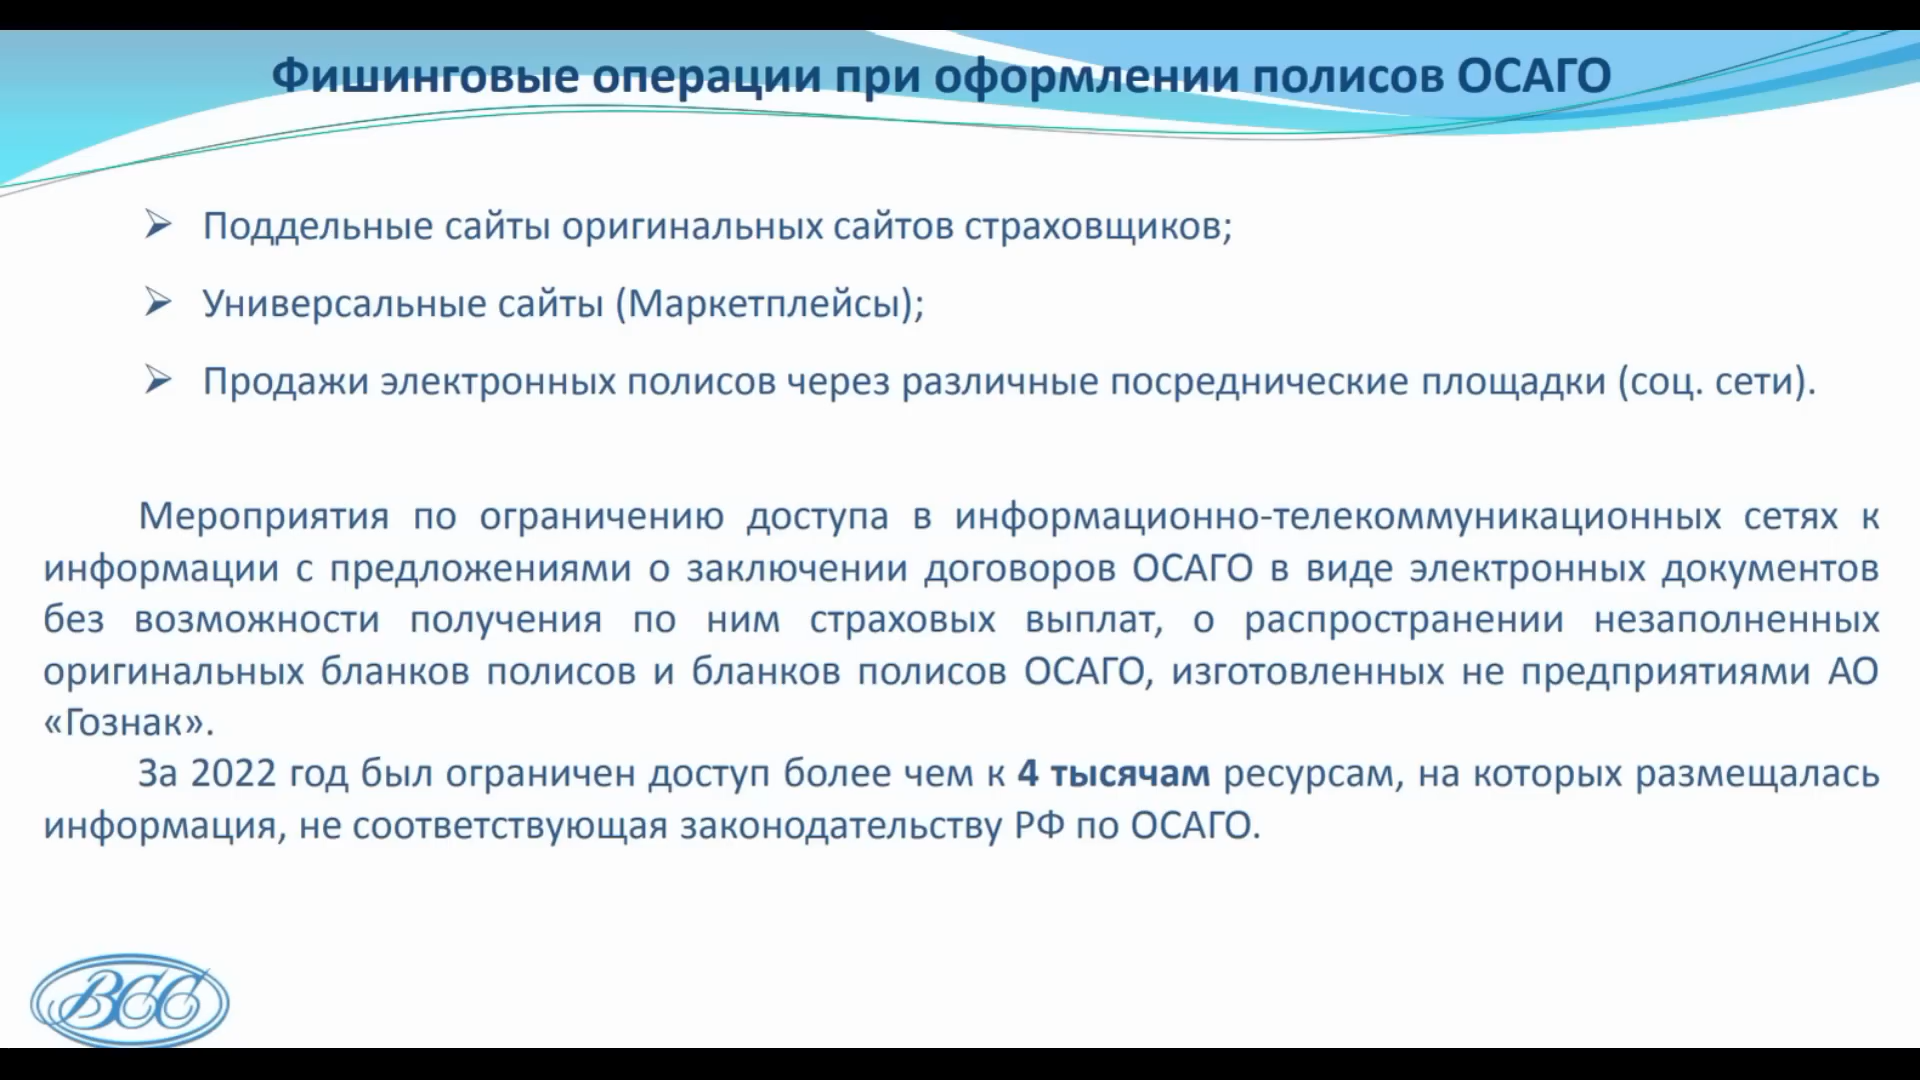 Фишинговые операции при оформлении полисов ОСАГО
Поддельные сайты оригинальных сайтов страховщиков;
Универсальные сайты (Маркетплейсы);
Продажи электронных полисов через различные посреднические площадки (соц. сети).
Мероприятия по ограничению доступа в информационно-телекоммуникационных сетях к
информации с предложениями о заключении договоров ОСАГО в виде электронных документов
без возможности получения по ним страховых выплат, о распространении незаполненных
оригинальных бланков полисов и бланков полисов ОСАГО, изготовленных не предприятиями АО
«Гознак».
За 2022 год был ограничен доступ более чем к 4 тысячам ресурсам, на которых размещалась
информация, не соответствующая законодательству РФ по ОСАГО.
ВСС